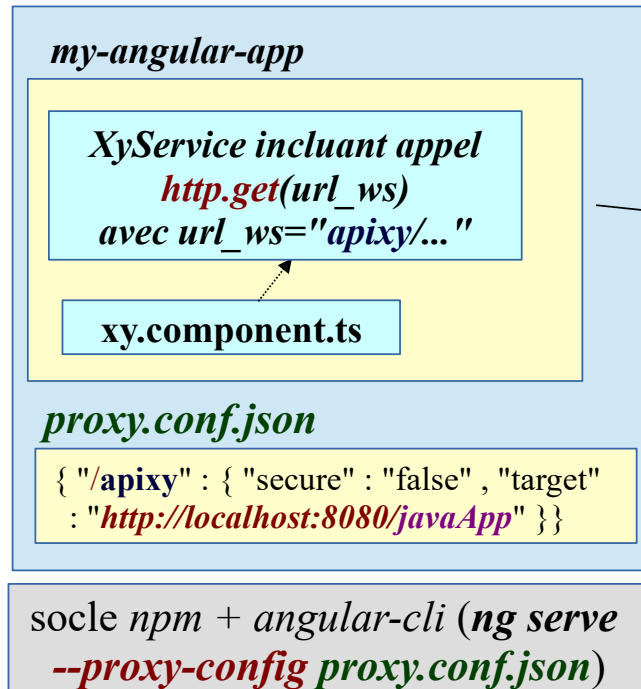 my-angular-app
XyService incluant appel
http.get(url_ws)
avec url_ws="apixy/..."
xy.component.ts
proxy.conf.json
{ "/apixy" : { "secure" : "false" , "target"
: "http://localhost:8080/javaApp" }}
socle npm + angular-cli (ng serve
--proxy-config proxy.conf.json)